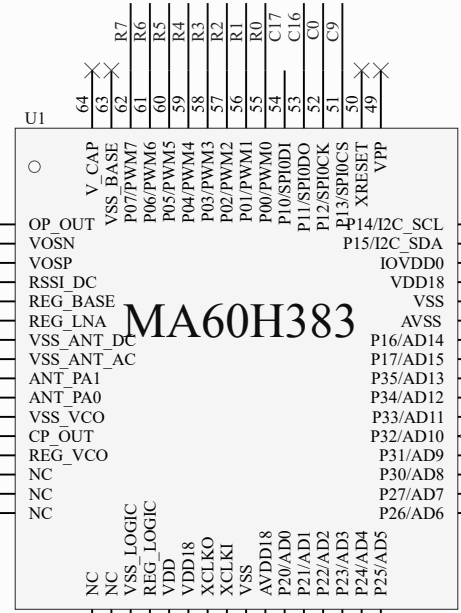 R7
R6
R5
R4
R3
R2
R1
R0
C17
C16
C0
C9
64
63
62
61
60
59
58
57
56
55
54
53
52
51
50
49
U1
V_CAP
VSS_BASE
P07/PWM7
P06/PWM6
P05/PWM5
P04/PWM4
P03/PWM3
P02/PWM2
P01/PWM1
P00/PWM0
P10/SPI0DI
P11/SPI0DO
P12/SPI0CK
P13/SPI0CS
XRESET
VPP
OP_OUT
VOSN
VOSP
RSSI_DC
REG_BASE
REG_LNA
VSS_ANT_DC
VSS_ANT_AC
ANT_PA1
ANT_PA0
VSS_VCO
CP_OUT
REG_VCO
NC
NC
NC
MA60H383
P14/I2C_SCL
P15/I2C_SDA
IOVDD0
VDD18
VSS
AVSS
P16/AD14
P17/AD15
P35/AD13
P34/AD12
P33/AD11
P32/AD10
P31/AD9
P30/AD8
P27/AD7
P26/AD6
NC
NC
VSS_LOGIC
REG_LOGIC
VDD
VDD18
XCLKO
XCLKI
VSS
AVDD18
P20/AD0
P21/AD1
P22/AD2
P23/AD3
P24/AD4
P25/AD5